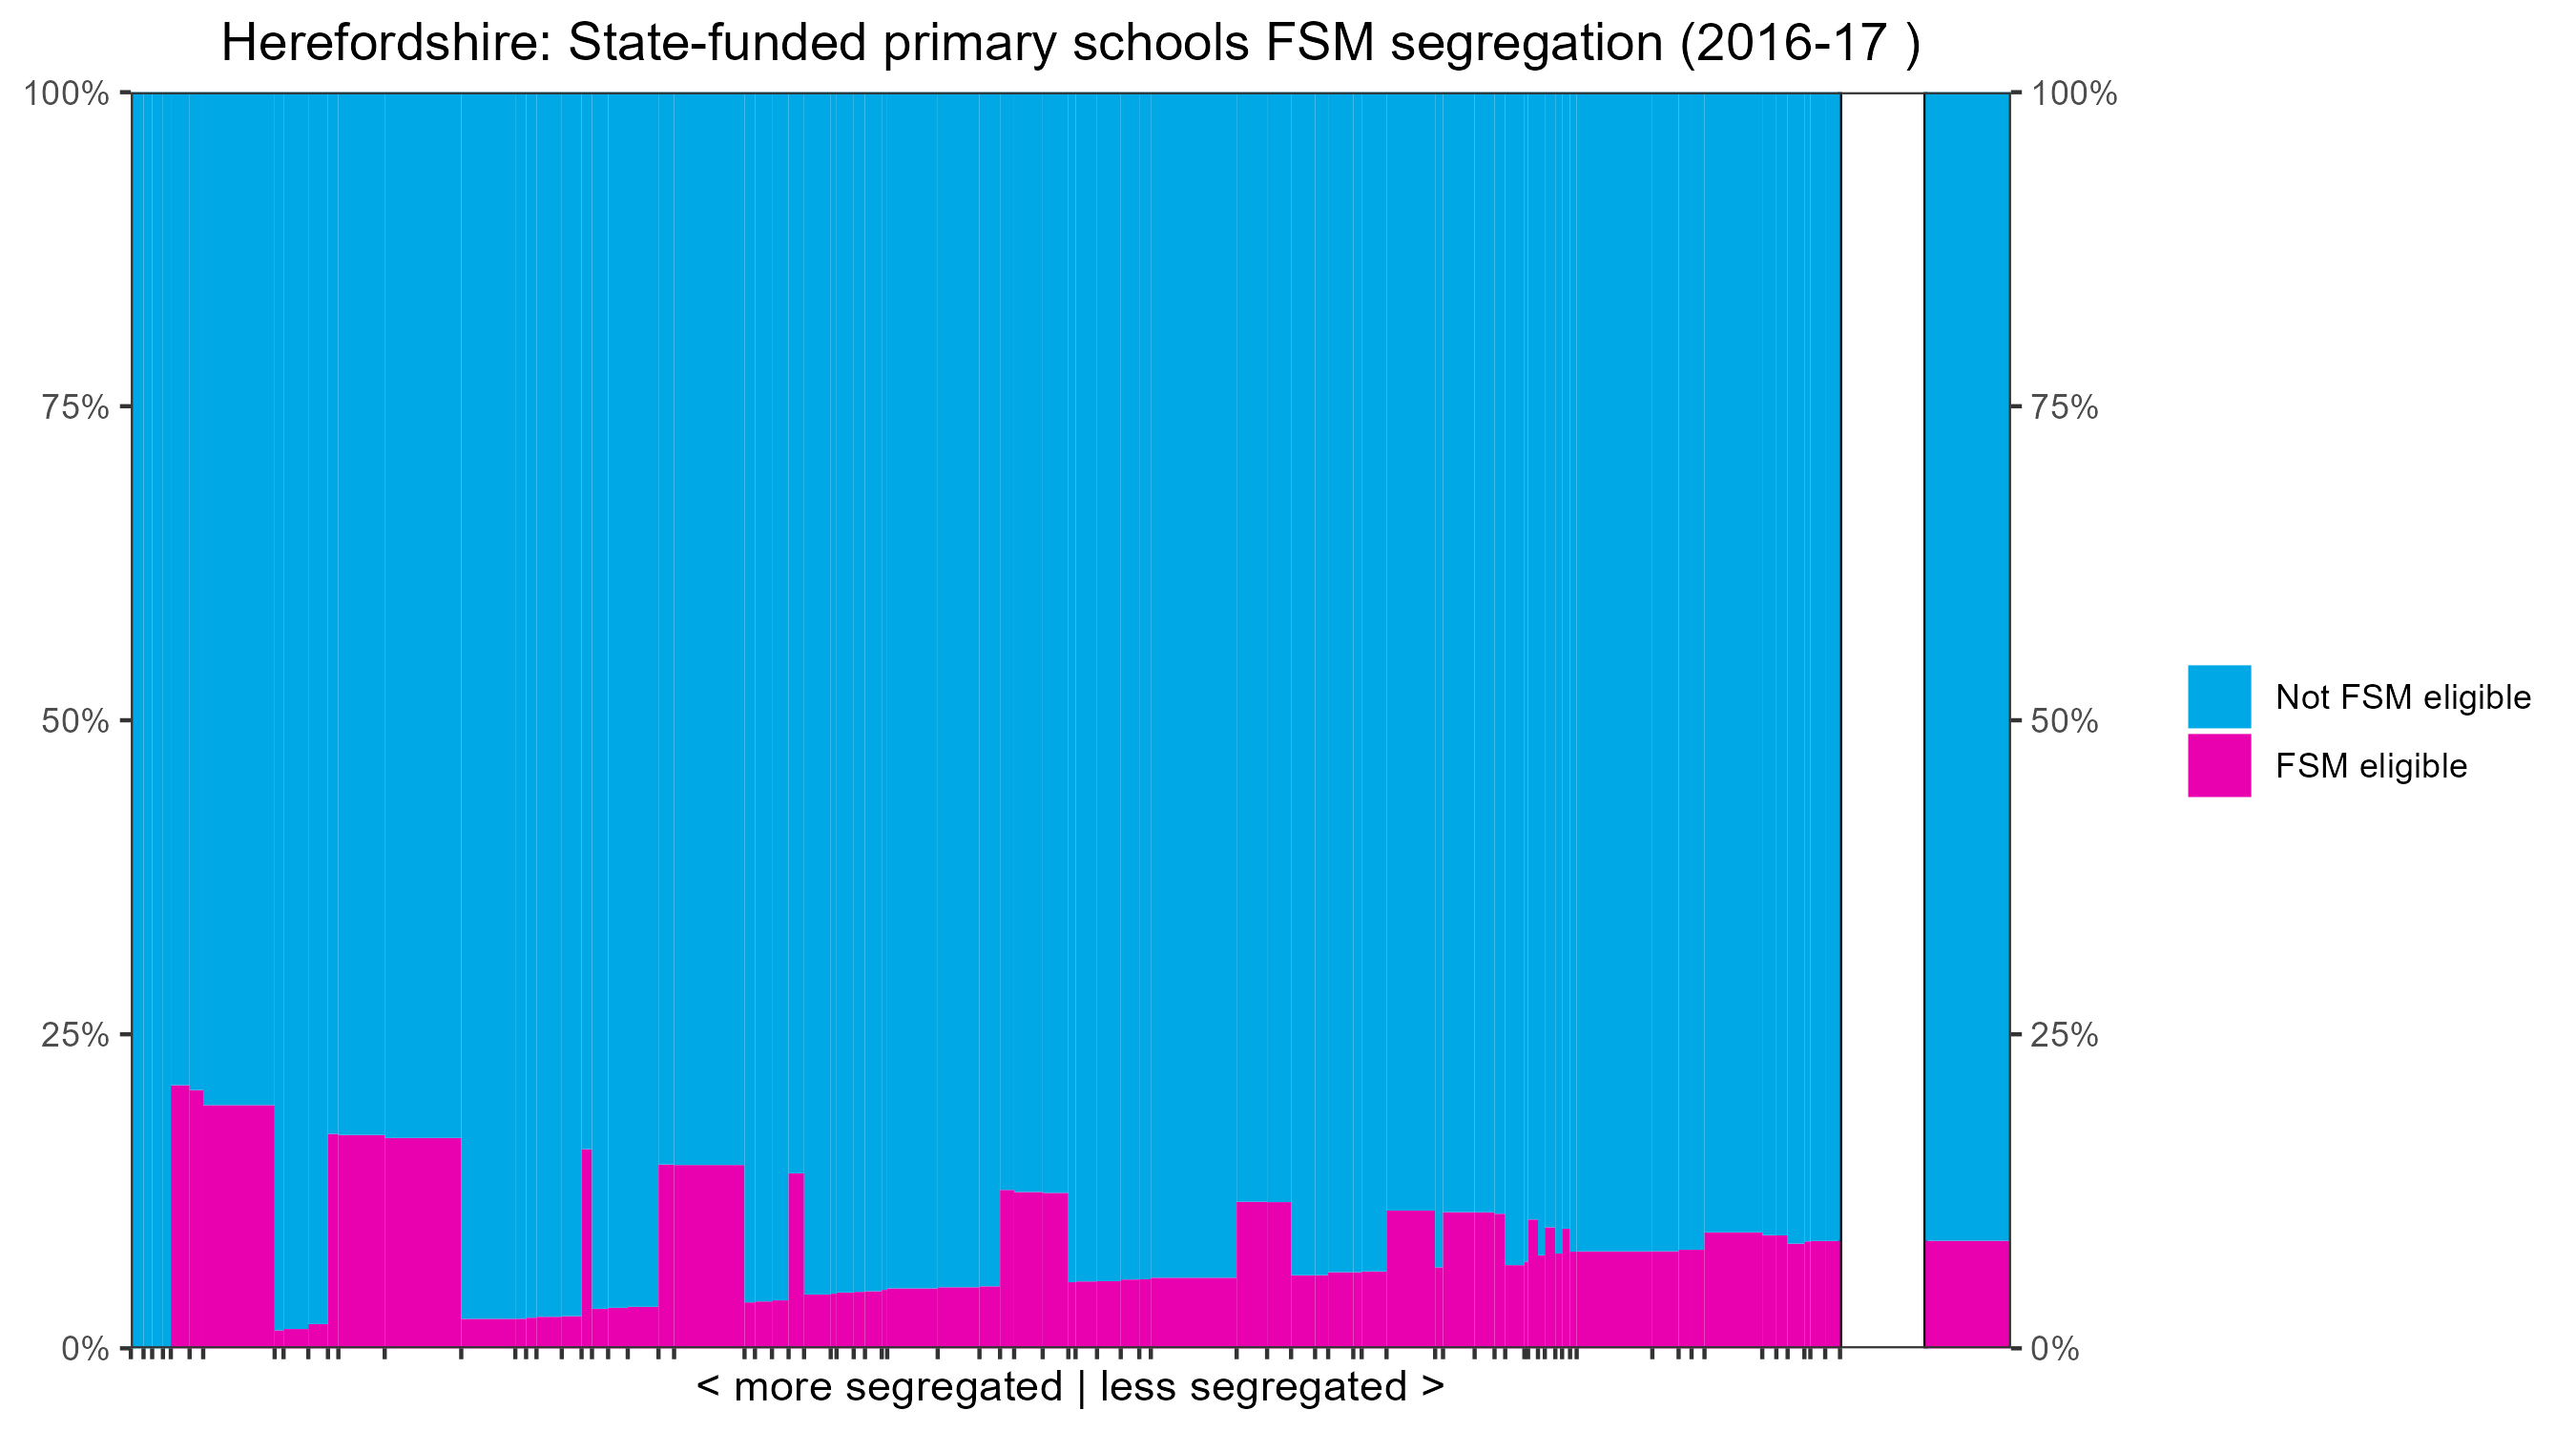 Herefordshire: State-funded primary schools FSM segregation (2016-17 )
100%
75%
50%
25%
0%
100%
75%
50%
25%
0%
Not FSM eligible
FSM eligible
< more segregated | less segregated >